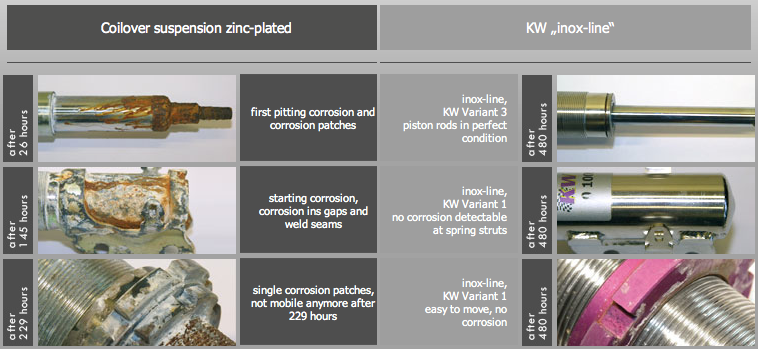 Coilover suspension zinc-plated
KW „inox-line“
after
26 hours
first pitting corrosion and
corrosion patches
inox-line,
KW Variant 3
piston rods in perfect
condition
after
480 hours
after
145 hours
starting corrosion,
corrosion ins gaps and
weld seams
inox-line,
KW Variant 1
no corrosion detectable
at spring struts
after
480 hours
after
229 hours
single corrosion patches,
not mobile anymore after
229 hours
inox-line,
KW Variant 1
easy to move, no
corrosion
after
480 hours